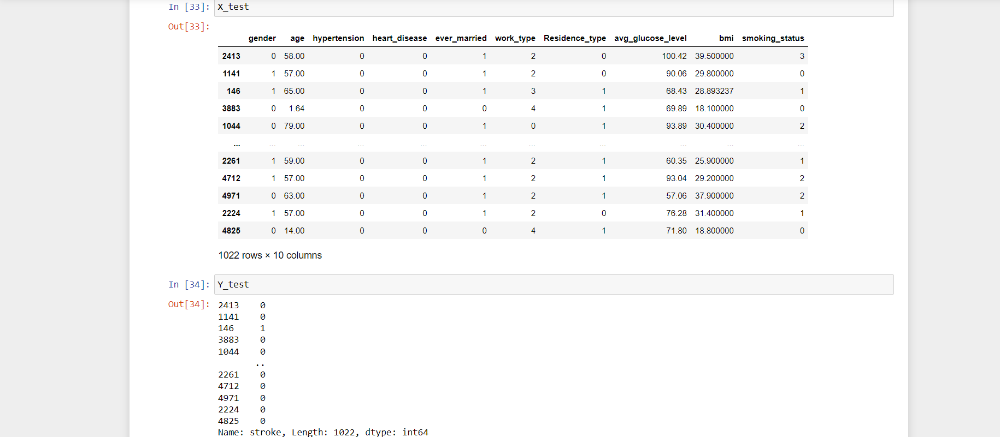 In [33]: X_test
Out[33]:
gender age hypertension heart_disease ever_married work_type Residence_type avg_glucose_level bmi smoking_status
2413 0 58.00 0 0 1 2 0 100.42 39.500000 3
1141 1 57.00 0 0 1 2 0 90.06 29.800000 0
146 1 65.00 0 0 1 3 1 68.43 28.893237 1
3883 0 1.64 0 0 0 4 1 69.89 18.100000 0
1044 0 79.00 0 0 1 0 1 93.89 30.400000 2
... ... ... ... ... ... ... ... ... ... ...
2261 1 59.00 0 0 1 2 1 60.35 25.900000 1
4712 1 57.00 0 0 1 2 1 93.04 29.200000 2
4971 0 63.00 0 0 1 2 1 57.06 37.900000 2
2224 1 57.00 0 0 1 2 0 76.28 31.400000 1
4825 0 14.00 0 0 0 4 1 71.80 18.800000 0
1022 rows × 10 columns
In [34]: Y_test
Out[34]:
2413 0
1141 0
146 1
3883 0
1044 0
..
2261 0
4712 0
4971 0
2224 0
4825 0
Name: stroke, Length: 1022, dtype: int64